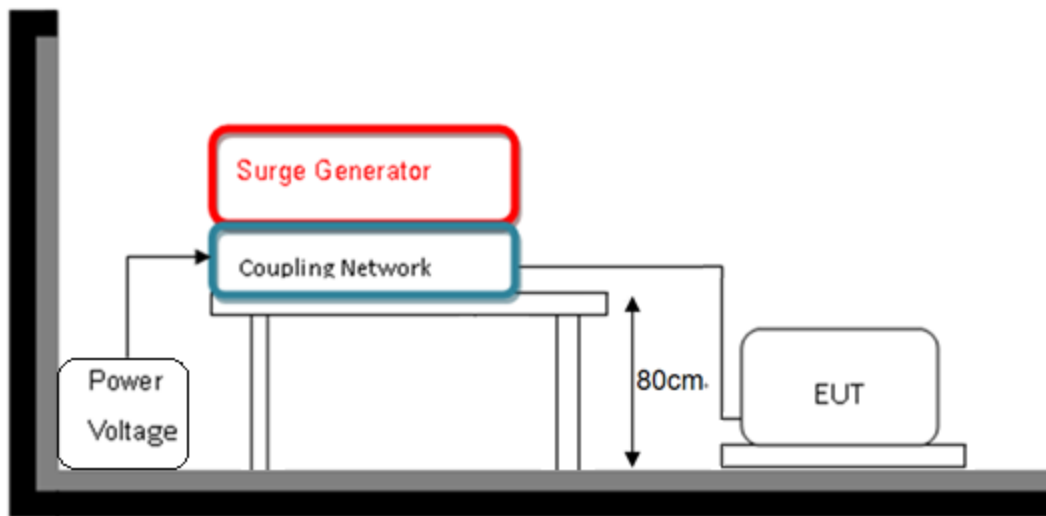 Surge Generator
Coupling Network
Power
Voltage
80cm
EUT